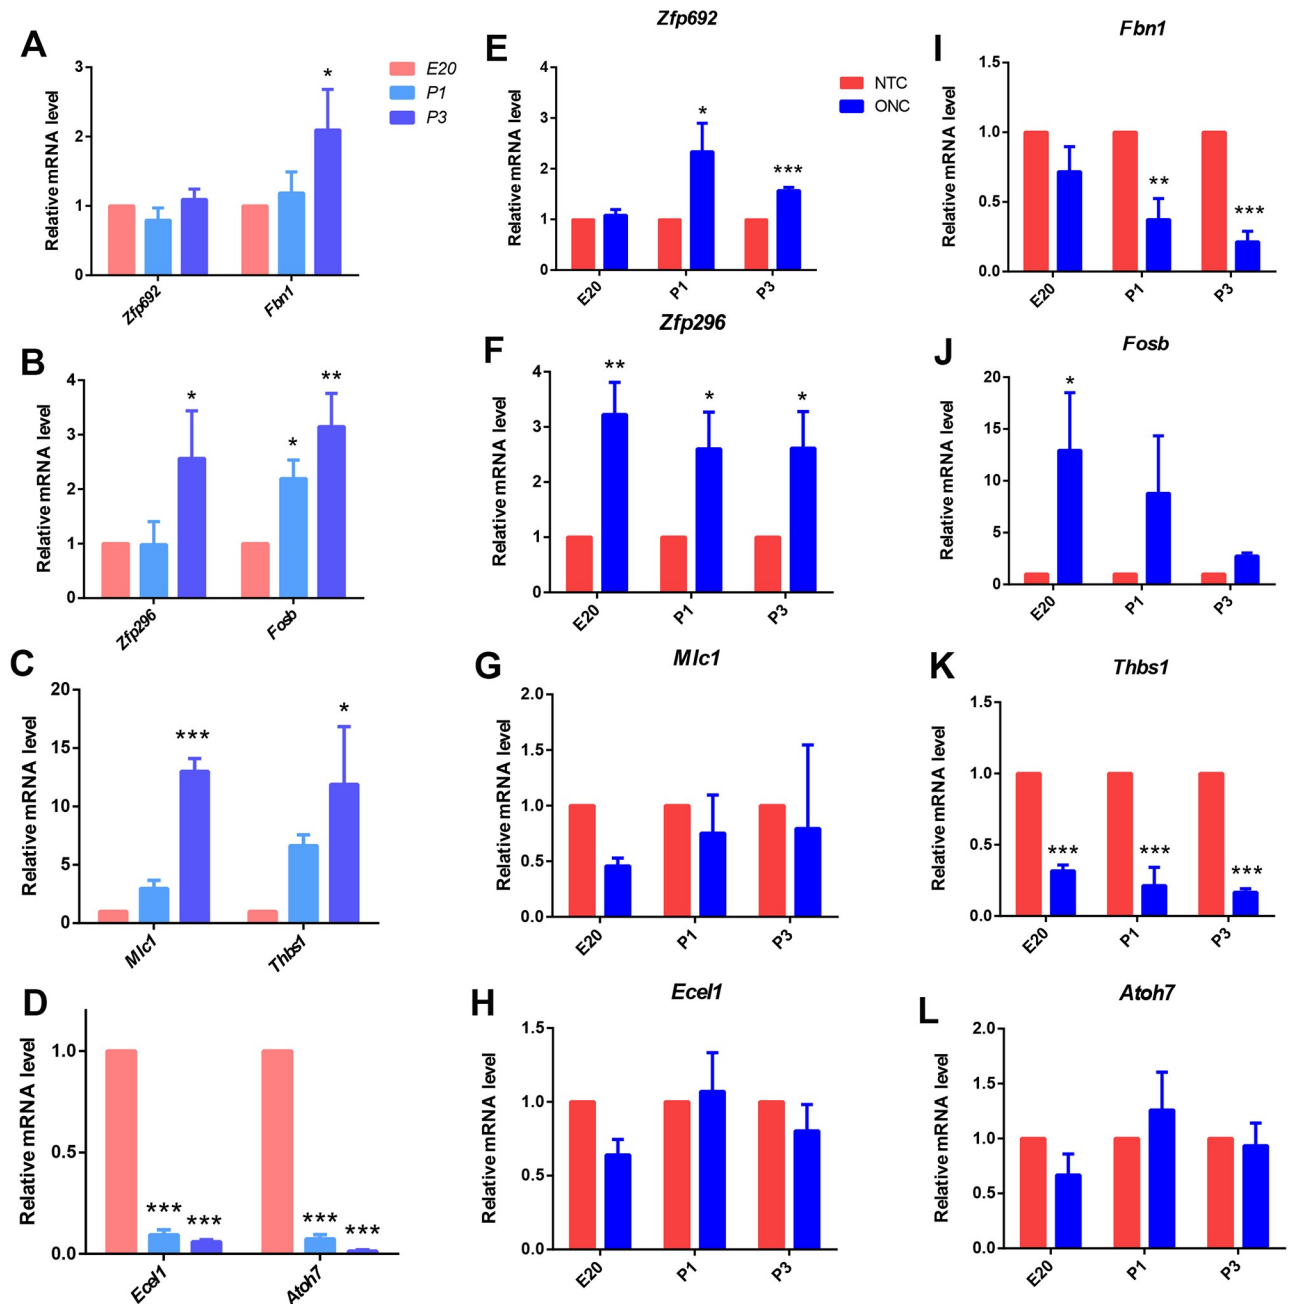 A
Relative mRNA level
3
2
1
0
*
Zfp692
Fbn1
E20
P1
P3
B
Relative mRNA level
4
3
2
1
0
*
*
**
Zfp296
Fosb
C
Relative mRNA level
20
15
10
5
0
***
*
Mlc1
Thbs1
D
Relative mRNA level
1.0
0.5
0.0
***
***
***
***
Ecel1
Atoh7
E
Zfp692
Relative mRNA level
4
3
2
1
0
*
***
E20
P1
P3
NTC
ONC
F
Zfp296
Relative mRNA level
4
3
2
1
0
**
*
*
E20
P1
P3
G
Mlc1
Relative mRNA level
2.0
1.5
1.0
0.5
0.0
E20
P1
P3
H
Ecel1
Relative mRNA level
1.5
1.0
0.5
0.0
E20
P1
P3
I
Fbn1
Relative mRNA level
1.5
1.0
0.5
0.0
**
***
E20
P1
P3
J
Fosb
Relative mRNA level
20
15
10
5
0
*
E20
P1
P3
K
Thbs1
Relative mRNA level
1.5
1.0
0.5
0.0
***
***
***
E20
P1
P3
L
Atoh7
Relative mRNA level
2.0
1.5
1.0
0.5
0.0
E20
P1
P3